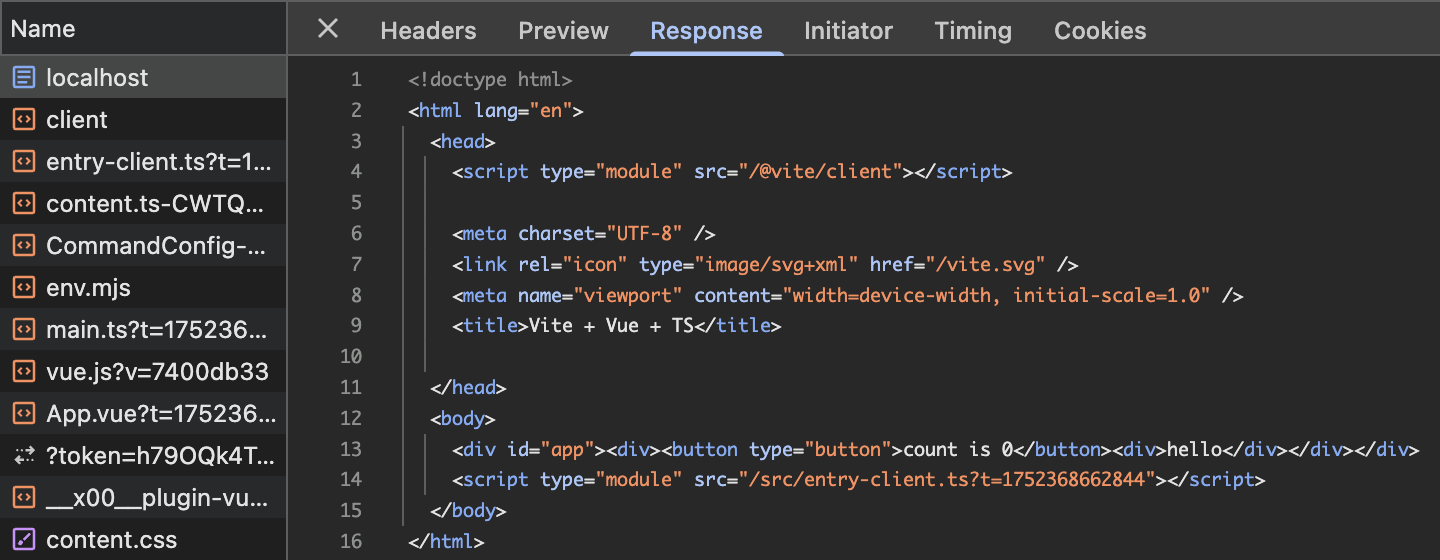 Name
localhost
client
entry-client.ts?t=1...
content.ts-CWTQ...
CommandConfig-...
env.mjs
main.ts?t=175236...
vue.js?v=7400db33
App.vue?t=175236...
?token=h79OQk4T...
__x00__plugin-vu...
content.css
Headers Preview Response Initiator Timing Cookies
1 <!doctype html>
2 <html lang="en">
3 <head>
4 <script type="module" src="/@vite/client"></script>
5
6 <meta charset="UTF-8" />
7 <link rel="icon" type="image/svg+xml" href="/vite.svg" />
8 <meta name="viewport" content="width=device-width, initial-scale=1.0" />
9 <title>Vite + Vue + TS</title>
10
11 </head>
12 <body>
13 <div id="app"><div><button type="button">count is 0</button><div>hello</div></div></div>
14 <script type="module" src="/src/entry-client.ts?t=1752368662844"></script>
15 </body>
16 </html>